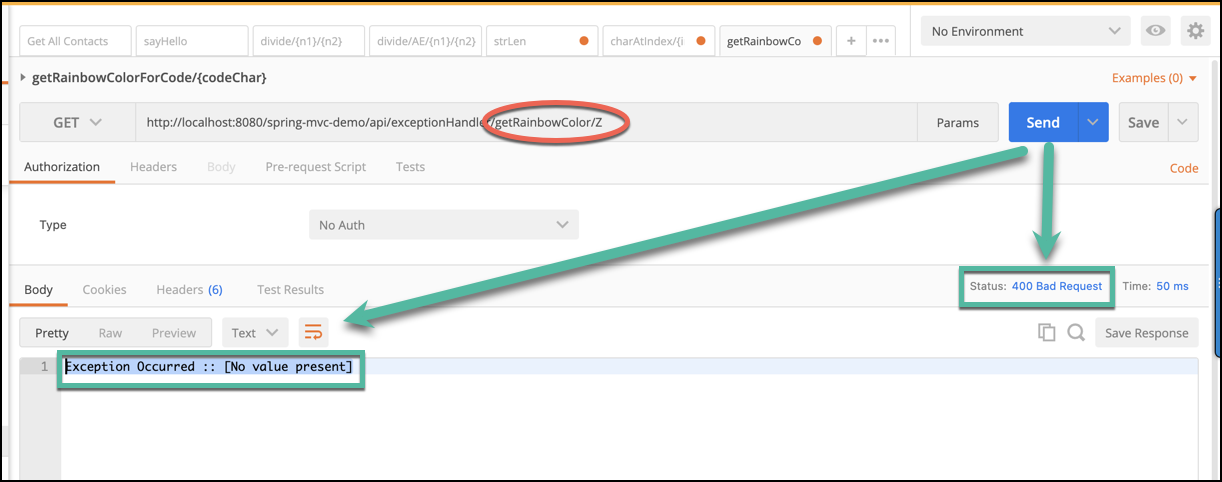 Get All Contacts sayHello divide/{n1}/{n2} divide/AE/{n1}/{n2} strLen charAtIndex/{i getRainbowCo + ••• No Environment
getRainbowColorForCode/{codeChar} Examples (0)
GET http://localhost:8080/spring-mvc-demo/api/exceptionHandler/getRainbowColor/Z Params Send Save
Authorization Headers Body Pre-request Script Tests Code
Type No Auth
Body Cookies Headers (6) Test Results Status: 400 Bad Request Time: 50 ms
Pretty Raw Preview Text Save Response
1 Exception Occurred :: [No value present]